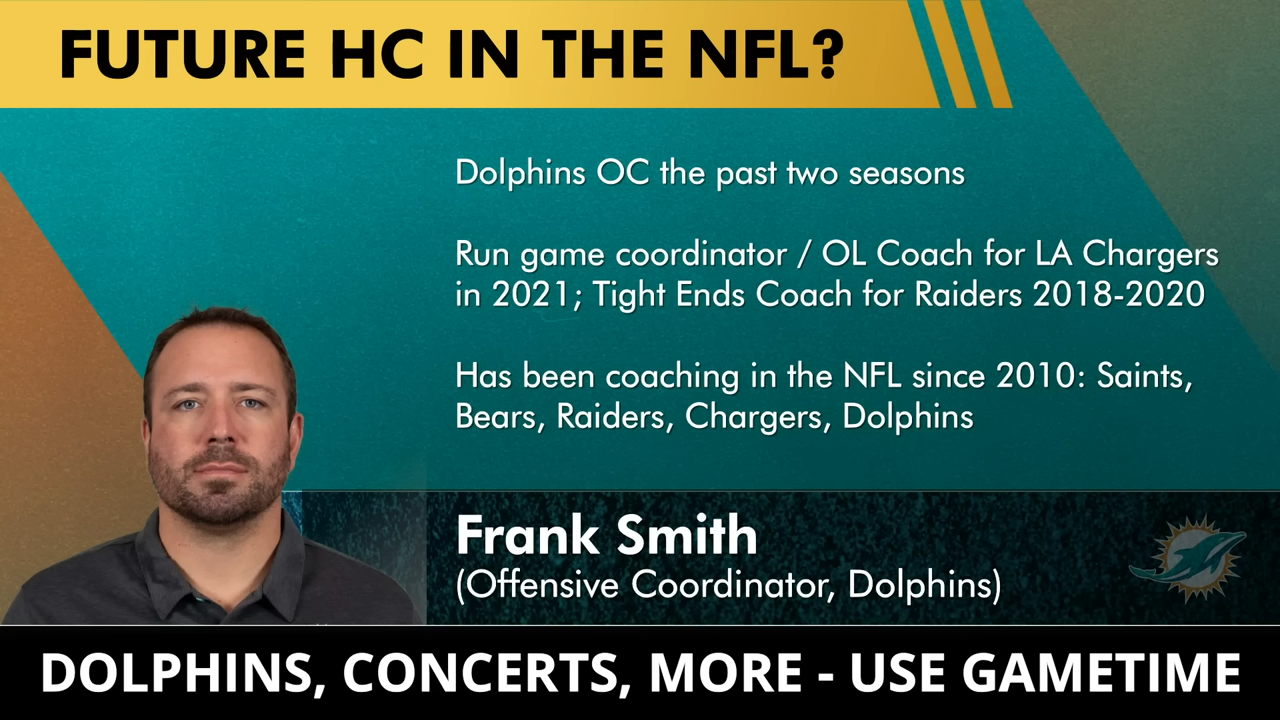 FUTURE HC IN THE NFL?
Dolphins OC the past two seasons
Run game coordinator / OL Coach for LA Chargers
in 2021; Tight Ends Coach for Raiders 2018-2020
Has been coaching in the NFL since 2010: Saints,
Bears, Raiders, Chargers, Dolphins
Frank Smith
(Offensive Coordinator, Dolphins)
DOLPHINS, CONCERTS, MORE - USE GAMETIME